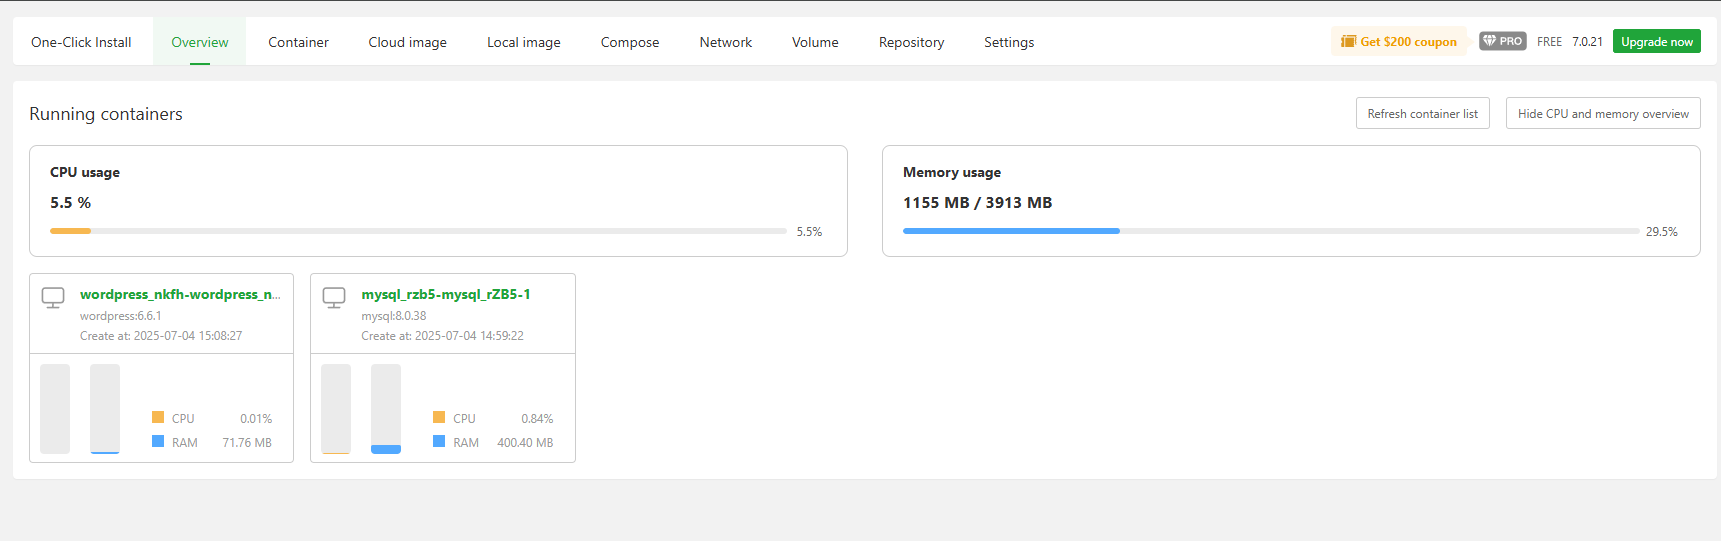 One-Click Install Overview Container Cloud image Local image Compose Network Volume Repository Settings Get $200 coupon PRO FREE 7.0.21 Upgrade now
Running containers Refresh container list Hide CPU and memory overview
CPU usage
5.5 %
5.5%
Memory usage
1155 MB / 3913 MB
29.5%
wordpress_nkfh-wordpress_n...
wordpress:6.6.1
Create at: 2025-07-04 15:08:27
CPU 0.01%
RAM 71.76 MB
mysql_rzb5-mysql_rZB5-1
mysql:8.0.38
Create at: 2025-07-04 14:59:22
CPU 0.84%
RAM 400.40 MB